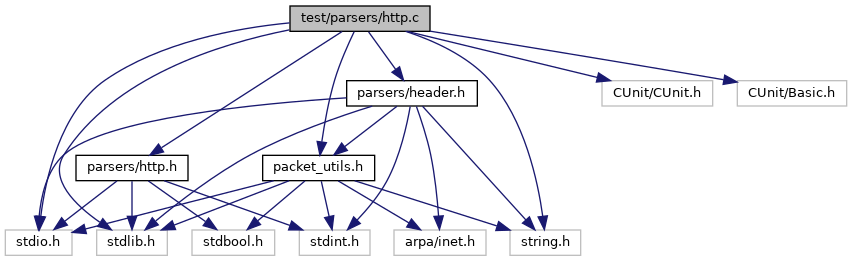 test/parsers/http.c
parsers/header.h
CUnit/CUnit.h
CUnit/Basic.h
parsers/http.h
packet_utils.h
stdio.h
stdlib.h
stdbool.h
stdint.h
arpa/inet.h
string.h